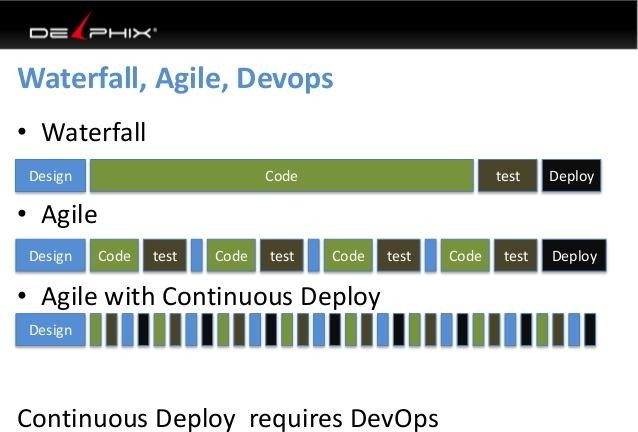 DELPHIX
Waterfall, Agile, Devops
• Waterfall
Design Code test Deploy
• Agile
Design Code test Code test Code test Code test Deploy
• Agile with Continuous Deploy
Design
Continuous Deploy requires DevOps